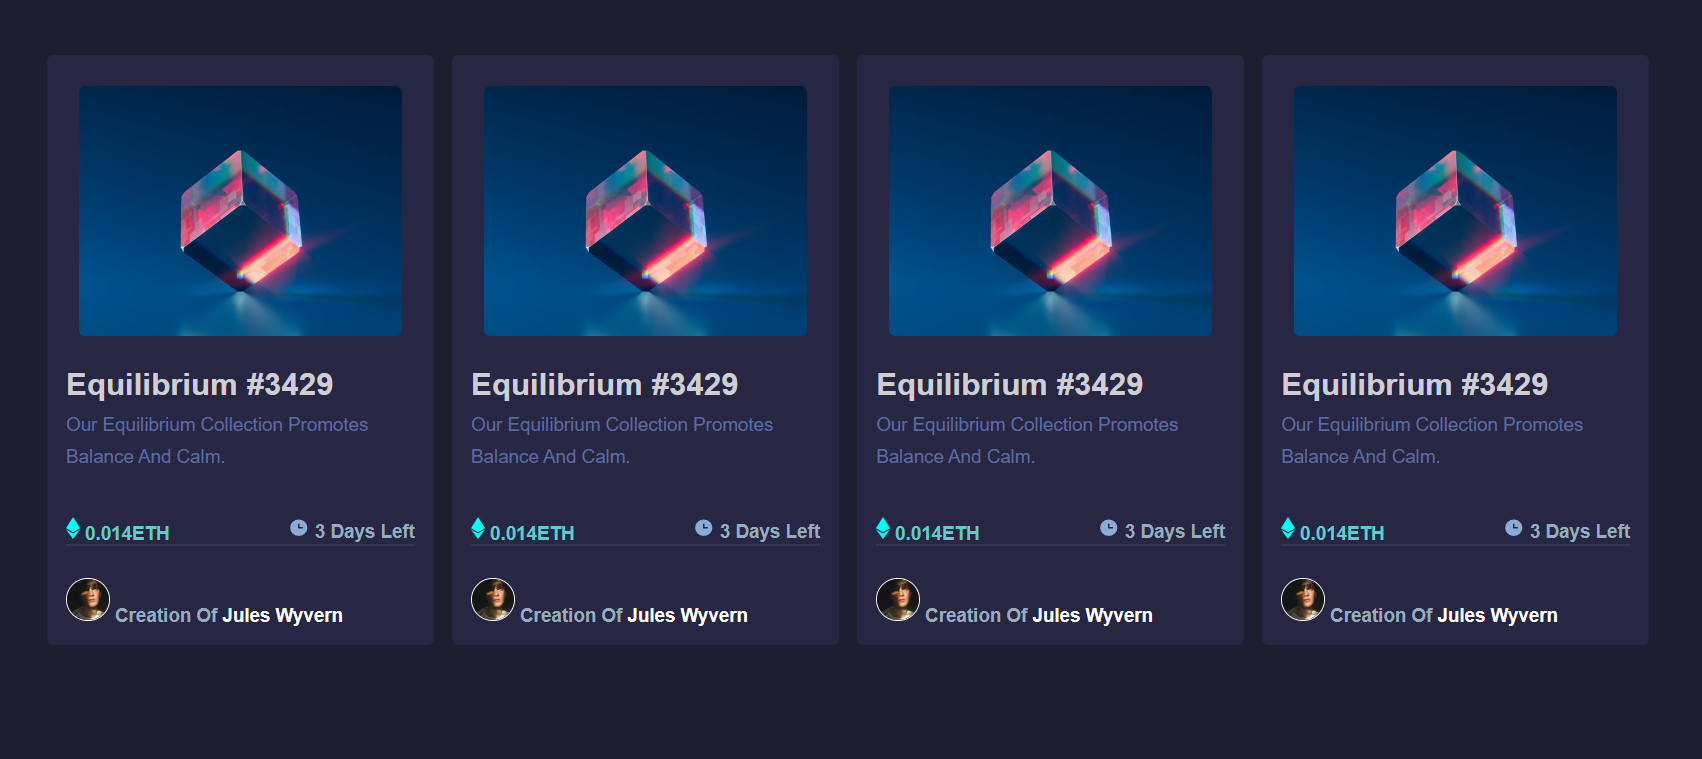 Equilibrium #3429
Our Equilibrium Collection Promotes
Balance And Calm.
0.014ETH
3 Days Left
Creation Of Jules Wyvern
Equilibrium #3429
Our Equilibrium Collection Promotes
Balance And Calm.
0.014ETH
3 Days Left
Creation Of Jules Wyvern
Equilibrium #3429
Our Equilibrium Collection Promotes
Balance And Calm.
0.014ETH
3 Days Left
Creation Of Jules Wyvern
Equilibrium #3429
Our Equilibrium Collection Promotes
Balance And Calm.
0.014ETH
3 Days Left
Creation Of Jules Wyvern